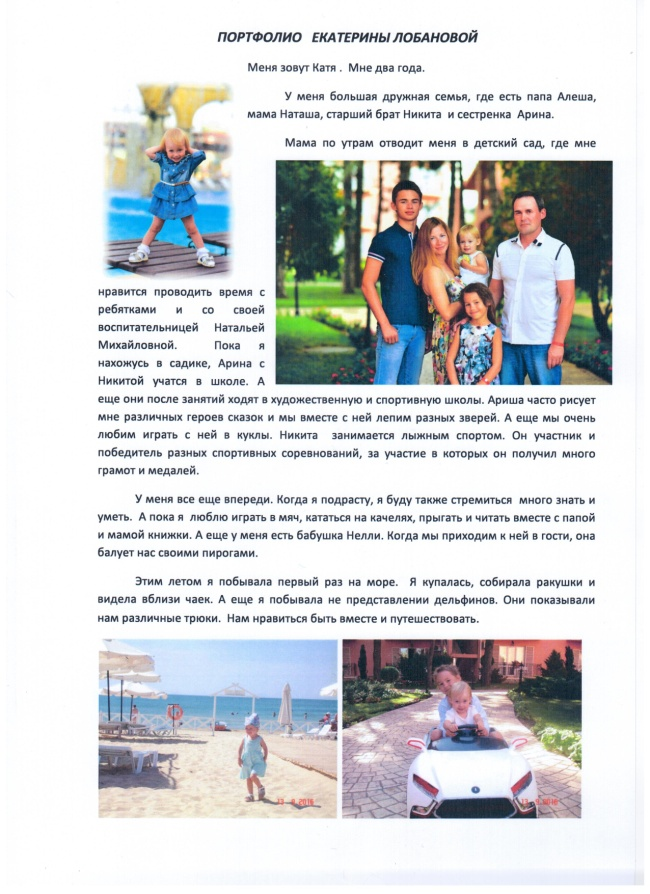 ПОРТФОЛИО ЕКАТЕРИНЫ ЛОБАНОВОЙ
Меня зовут Катя . Мне два года.
У меня большая дружная семья, где есть папа Алеша,
мама Наташа, старший брат Никита и сестренка Арина.
Мама по утрам отводит меня в детский сад, где мне
нравится проводить время с
ребятками и со своей
воспитательницей Натальей
Михайловной. Пока я
нахожусь в садике, Арина с
Никитой учатся в школе. А
еще они после занятий ходят в художественную и спортивную школы. Ариша часто рисует
мне различных героев сказок и мы вместе с ней лепим разных зверей. А еще мы очень
любим играть с ней в куклы. Никита занимается лыжным спортом. Он участник и
победитель разных спортивных соревнований, за участие в которых он получил много
грамот и медалей.
У меня все еще впереди. Когда я подрасту, я буду также стремиться много знать и
уметь. А пока я люблю играть в мяч, кататься на качелях, прыгать и читать вместе с папой
и мамой книжки. А еще у меня есть бабушка Нелли. Когда мы приходим к ней в гости, она
балует нас своими пирогами.
Этим летом я побывала первый раз на море. Я купалась, собирала ракушки и
видела вблизи чаек. А еще я побывала не представлении дельфинов. Они показывали
нам различные трюки. Нам нравиться быть вместе и путешествовать.